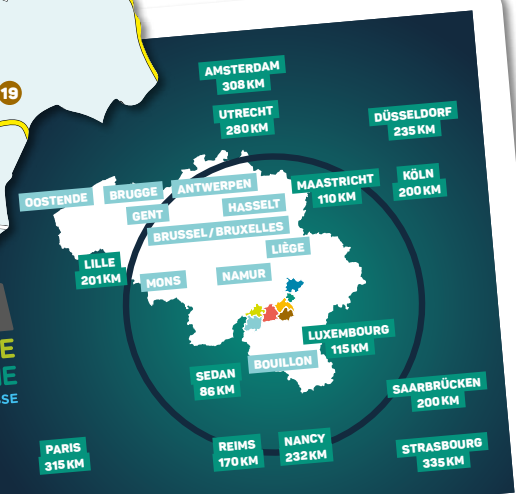 19
AMSTERDAM
308 KM
UTRECHT
280 KM
DÜSSELDORF
235 KM
KÖLN
200 KM
MAASTRICHT
110 KM
OOSTENDE
BRUGGE
ANTWERPEN
GENT
HASSELT
BRUSSEL / BRUXELLES
LIÈGE
LILLE
201 KM
MONS
NAMUR
LUXEMBOURG
115 KM
BOUILLON
SEDAN
86 KM
SAARBRÜCKEN
200 KM
PARIS
315 KM
REIMS
170 KM
NANCY
232 KM
STRASBOURG
335 KM